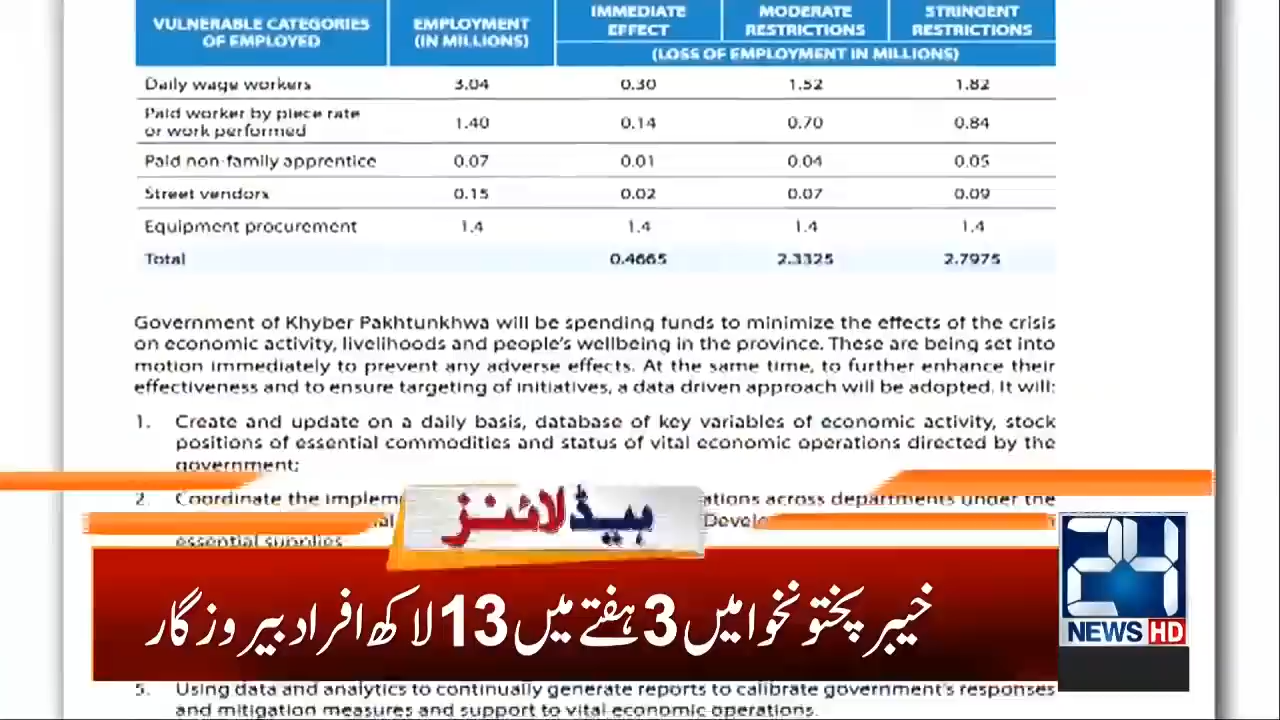 VULNERABLE CATEGORIES OF EMPLOYED EMPLOYMENT (IN MILLIONS) IMMEDIATE EFFECT MODERATE RESTRICTIONS STRINGENT RESTRICTIONS
(LOSS OF EMPLOYMENT IN MILLIONS)
Daily wage workers 3.04 0.30 1.52 1.82
Paid worker by piece rate or work performed 1.40 0.14 0.70 0.84
Paid non-family apprentice 0.07 0.01 0.04 0.05
Street vendors 0.15 0.02 0.07 0.09
Equipment procurement 1.4 1.4 1.4 1.4
Total 0.4665 2.3325 2.7975
Government of Khyber Pakhtunkhwa will be spending funds to minimize the effects of the crisis
on economic activity, livelihoods and people's wellbeing in the province. These are being set into
motion immediately to prevent any adverse effects. At the same time, to further enhance their
effectiveness and to ensure targeting of initiatives, a data driven approach will be adopted. It will:
1. Create and update on a daily basis, database of key variables of economic activity, stock
positions of essential commodities and status of vital economic operations directed by the
government;
2. Coordinate the across departments under the
essential supplies
ہیڈلائنز
خیبر پختونخوا میں 3 ہفتے میں 13 لاکھ افراد بیروزگار
24
NEWS HD
5. Using data and analytics to continually generate reports to calibrate government's responses
and mitigation measures and support to vital economic operations.